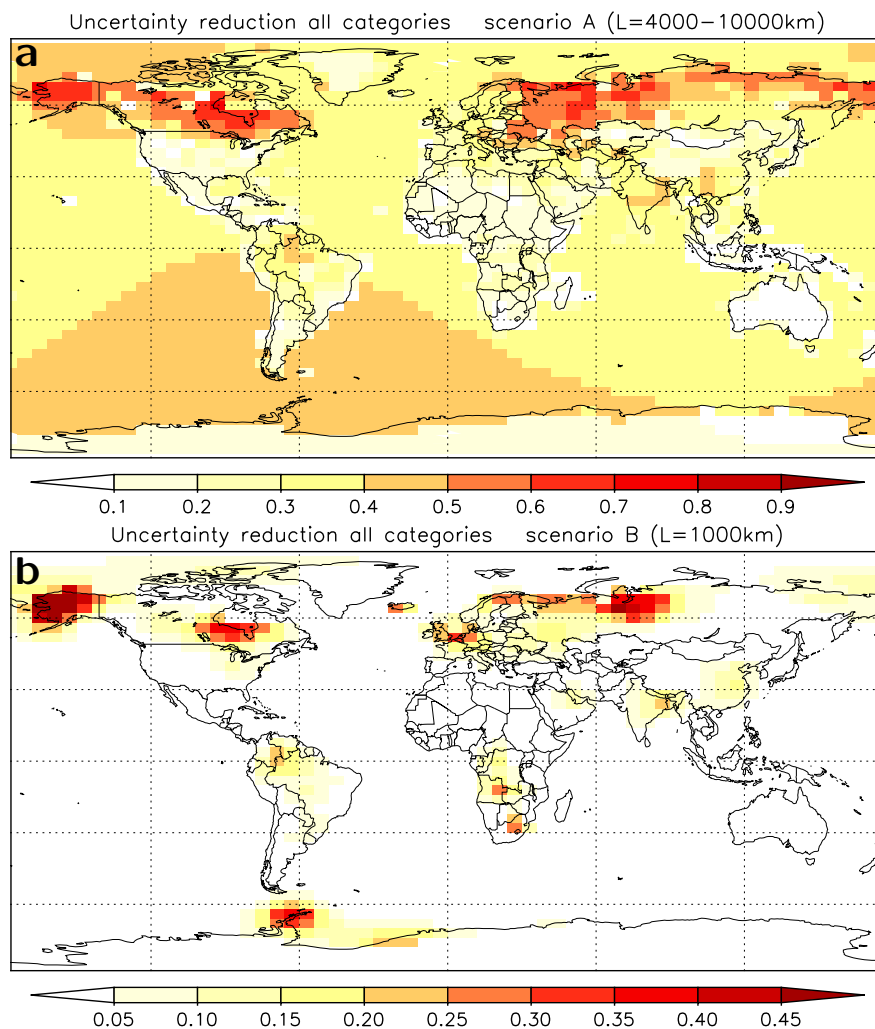 Uncertainty reduction all categories scenario A (L=4000−10000km)
a
0.1 0.2 0.3 0.4 0.5 0.6 0.7 0.8 0.9
Uncertainty reduction all categories scenario B (L=1000km)
b
0.05 0.10 0.15 0.20 0.25 0.30 0.35 0.40 0.45